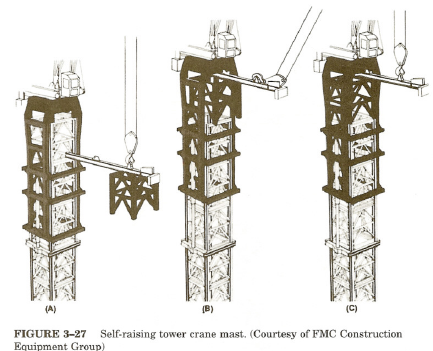 (A)
(B)
(C)
FIGURE 3–27 Self-raising tower crane mast. (Courtesy of FMC Construction
Equipment Group)